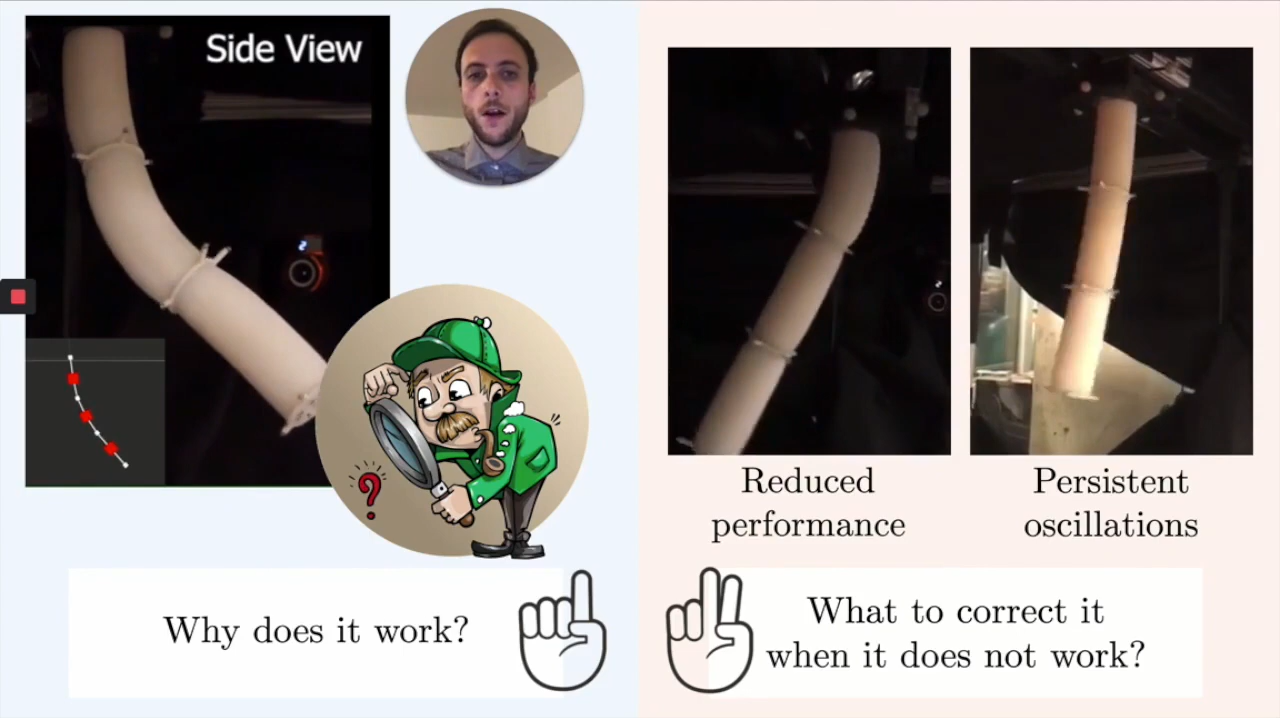 Side View
?
Reduced
performance
Persistent
oscillations
Why does it work?
What to correct it
when it does not work?